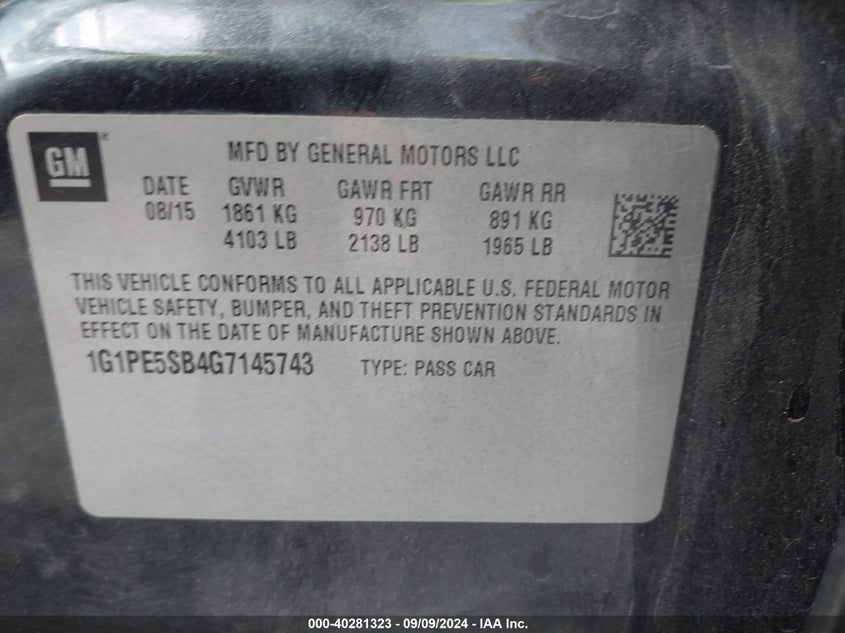 GM®
MFD BY GENERAL MOTORS LLC
DATE GVWR GAWR FRT GAWR RR
08/15 1861 KG 970 KG 891 KG
4103 LB 2138 LB 1965 LB
THIS VEHICLE CONFORMS TO ALL APPLICABLE U.S. FEDERAL MOTOR
VEHICLE SAFETY, BUMPER, AND THEFT PREVENTION STANDARDS IN
EFFECT ON THE DATE OF MANUFACTURE SHOWN ABOVE.
1G1PE5SB4G7145743 TYPE: PASS CAR
000-40281323 - 09/09/2024 - IAA Inc.